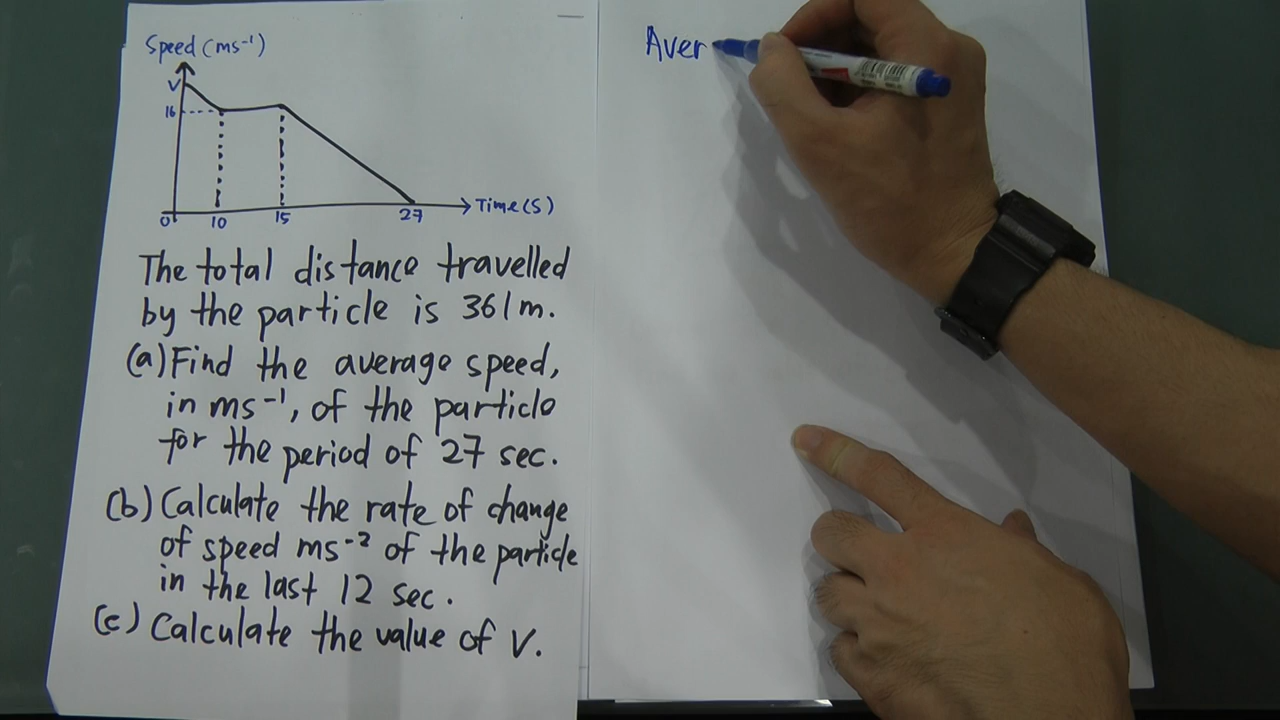 Speed (ms⁻¹)
V
16
0
10
15
27
Time (s)
The total distance travelled
by the particle is 361m.
(a) Find the average speed,
in ms⁻¹, of the particle
for the period of 27 sec.
(b) Calculate the rate of change
of speed ms⁻² of the particle
in the last 12 sec.
(c) Calculate the value of V.
Aver